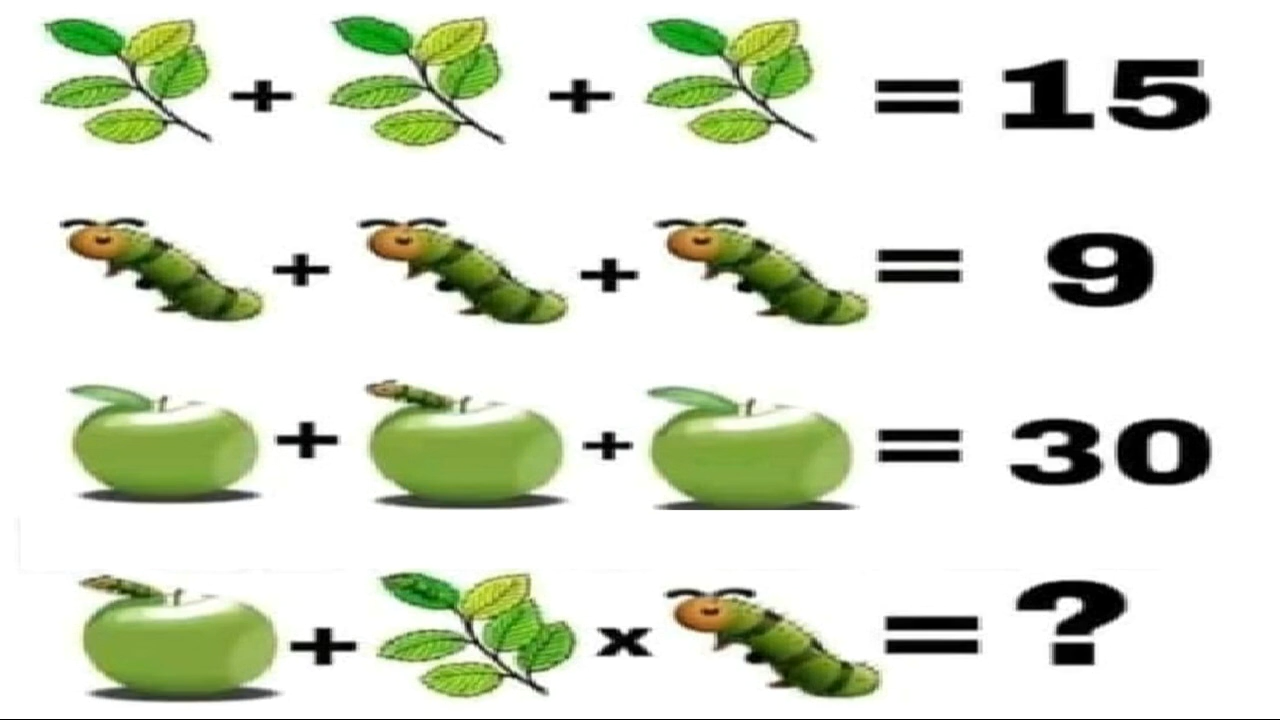 + + = 15
+ + = 9
+ + = 30
+ x = ?